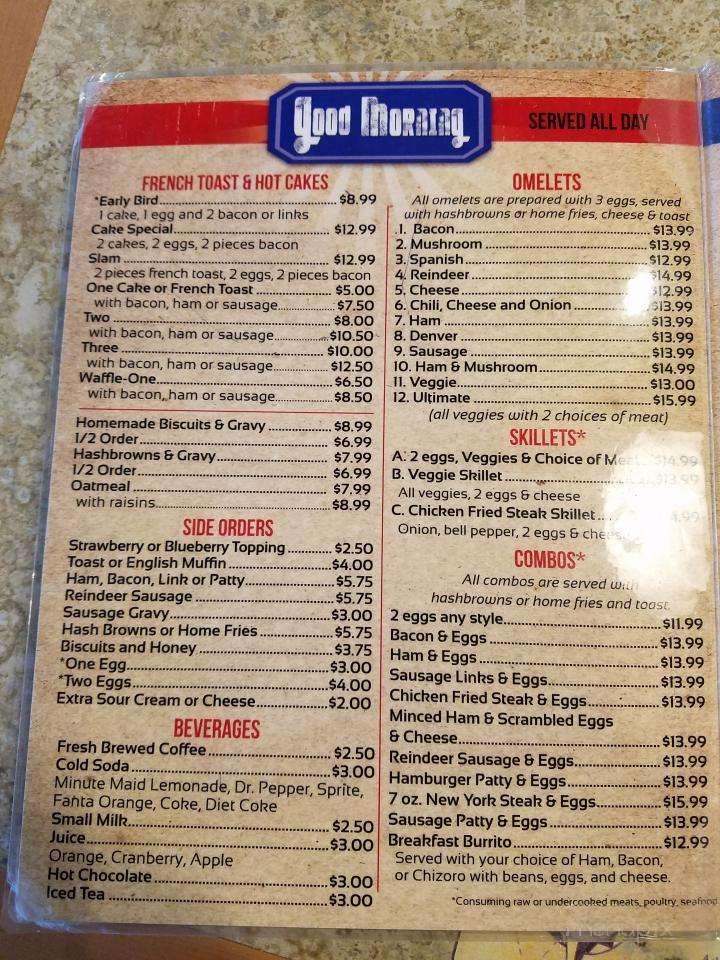 Good Morning
SERVED ALL DAY
FRENCH TOAST & HOT CAKES
*Early Bird $8.99
1 cake, 1 egg and 2 bacon or links
Cake Special $12.99
2 cakes, 2 eggs, 2 pieces bacon
Slam $12.99
2 pieces french toast, 2 eggs, 2 pieces bacon
One Cake or French Toast $5.00
with bacon, ham or sausage $7.50
Two $8.00
with bacon, ham or sausage $10.50
Three $10.00
with bacon, ham or sausage $12.50
Waffle-One $6.50
with bacon, ham or sausage $8.50
Homemade Biscuits & Gravy $8.99
1/2 Order $6.99
Hashbrowns & Gravy $7.99
1/2 Order $6.99
Oatmeal $7.99
with raisins $8.99
SIDE ORDERS
Strawberry or Blueberry Topping $2.50
Toast or English Muffin $4.00
Ham, Bacon, Link or Patty $5.75
Reindeer Sausage $5.75
Sausage Gravy $3.00
Hash Browns or Home Fries $5.75
Biscuits and Honey $3.75
*One Egg $3.00
*Two Eggs $4.00
Extra Sour Cream or Cheese $2.00
BEVERAGES
Fresh Brewed Coffee $2.50
Cold Soda $3.00
Minute Maid Lemonade, Dr. Pepper, Sprite,
Fahta Orange, Coke, Diet Coke
Small Milk $2.50
Juice $3.00
Orange, Cranberry, Apple
Hot Chocolate $3.00
Iced Tea $3.00
OMELETS
All omelets are prepared with 3 eggs, served
with hashbrowns or home fries, cheese & toast
1. Bacon $13.99
2. Mushroom $13.99
3. Spanish $12.99
4. Reindeer $14.99
5. Cheese $12.99
6. Chili, Cheese and Onion $13.99
7. Ham $13.99
8. Denver $13.99
9. Sausage $13.99
10. Ham & Mushroom $14.99
11. Veggie $13.00
12. Ultimate $15.99
(all veggies with 2 choices of meat)
SKILLETS*
A. 2 eggs, Veggies & Choice of Meat $14.99
B. Veggie Skillet $13.99
All veggies, 2 eggs & cheese
C. Chicken Fried Steak Skillet
Onion, bell pepper, 2 eggs & cheese
COMBOS*
All combos are served with
hashbrowns or home fries and toast
2 eggs any style $11.99
Bacon & Eggs $13.99
Ham & Eggs $13.99
Sausage Links & Eggs $13.99
Chicken Fried Steak & Eggs $13.99
Minced Ham & Scrambled Eggs
& Cheese $13.99
Reindeer Sausage & Eggs $13.99
Hamburger Patty & Eggs $13.99
7 oz. New York Steak & Eggs $15.99
Sausage Patty & Eggs $13.99
Breakfast Burrito $12.99
Served with your choice of Ham, Bacon,
or Chizoro with beans, eggs, and cheese.
*Consuming raw or undercooked meats, poultry, seafood